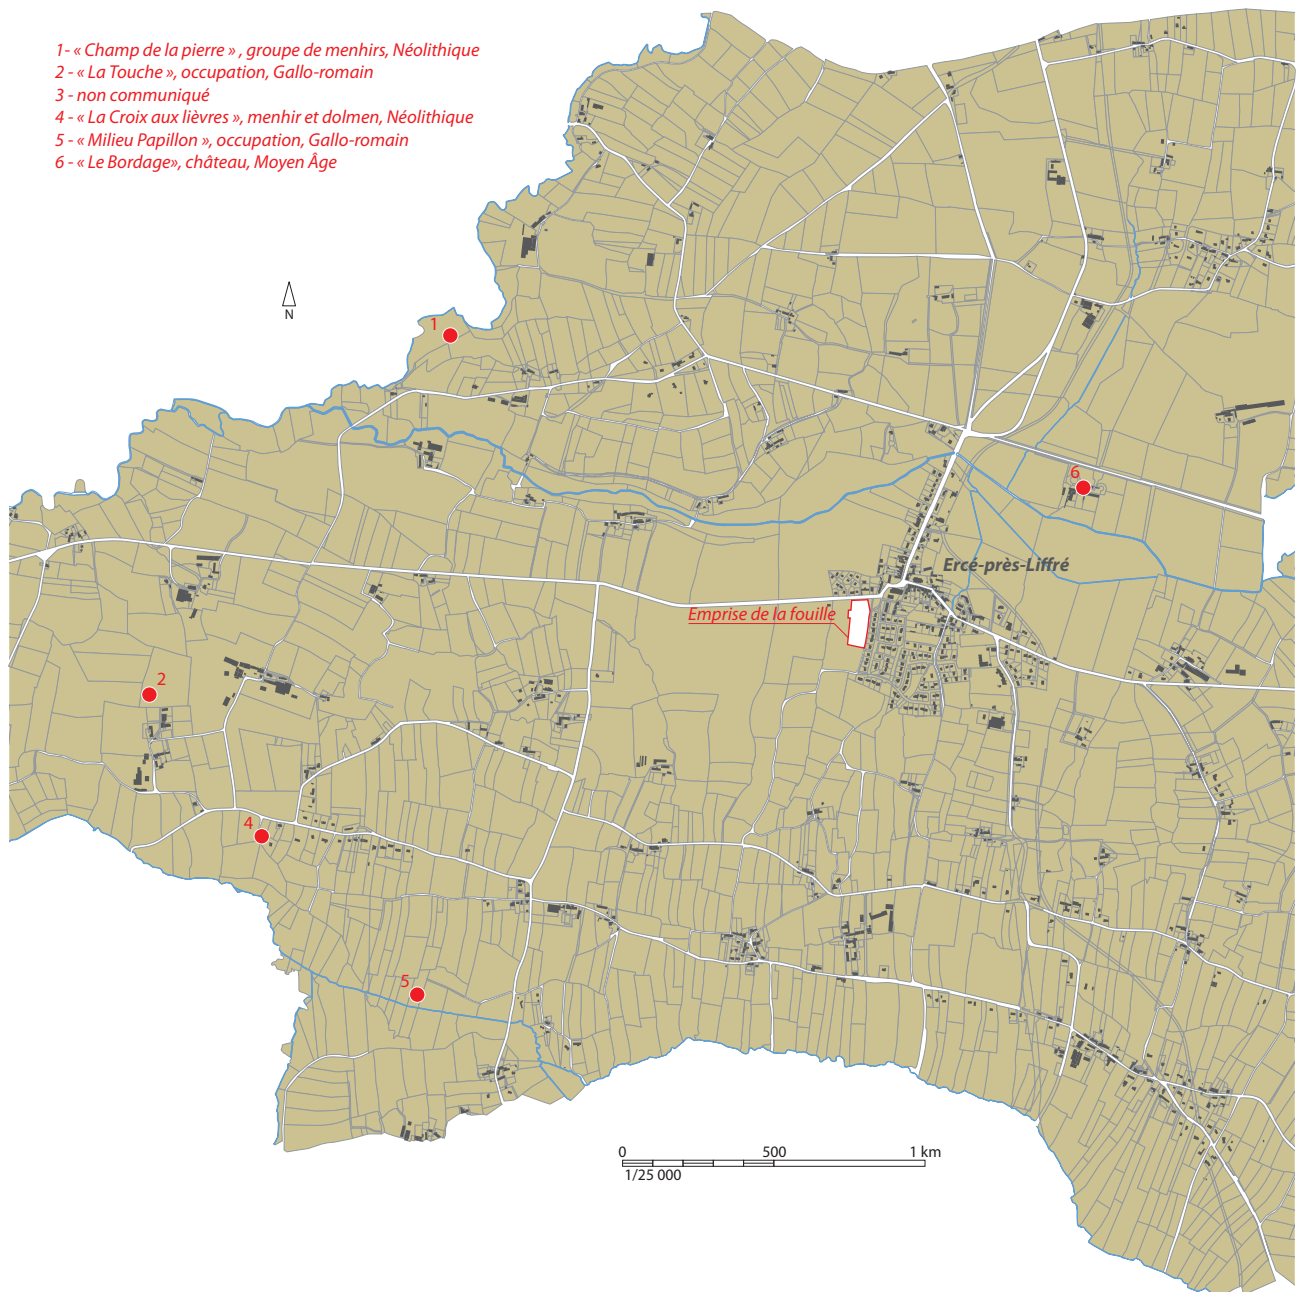 1- « Champ de la pierre » , groupe de menhirs, Néolithique
2 - « La Touche », occupation, Gallo-romain
3 - non communiqué
4 - « La Croix aux lièvres », menhir et dolmen, Néolithique
5 - « Milieu Papillon », occupation, Gallo-romain
6 - « Le Bordage», château, Moyen Âge
N
1
6
Ercé-près-Liffré
Emprise de la fouille
2
4
5
0 500 1 km
1/25 000